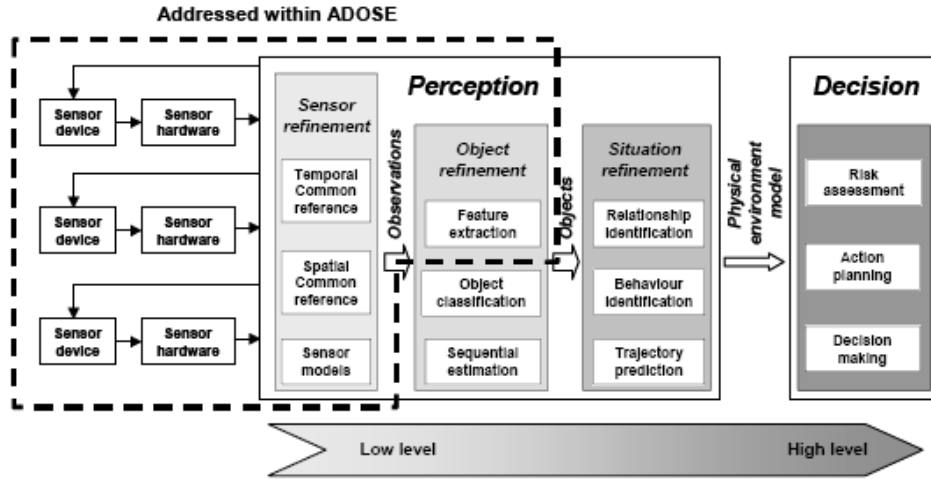 Addressed within ADOSE
Sensor
device
Sensor
hardware
Sensor
device
Sensor
hardware
Sensor
device
Sensor
hardware
Perception
Sensor
refinement
Temporal
Common
reference
Spatial
Common
reference
Sensor
models
Observations
Object
refinement
Feature
extraction
Object
classification
Sequential
estimation
Objects
Situation
refinement
Relationship
identification
Behaviour
identification
Trajectory
prediction
Physical
environment
model
Decision
Risk
assessment
Action
planning
Decision
making
Low level
High level